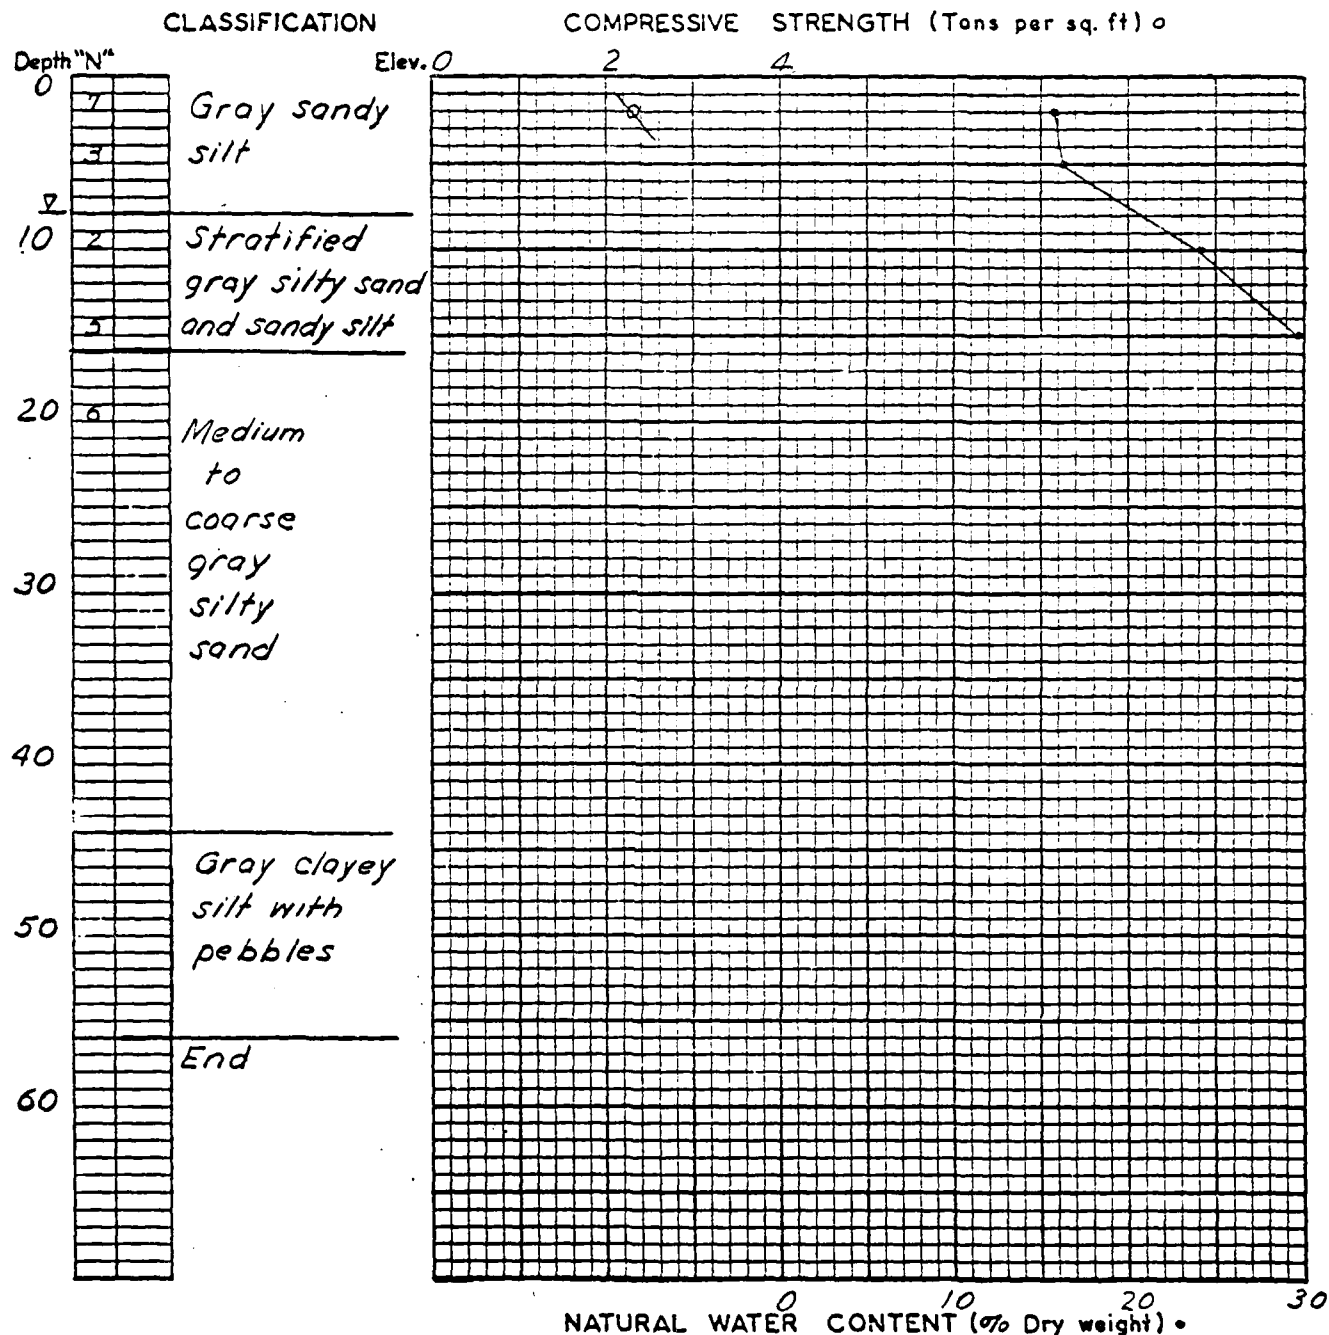 CLASSIFICATION COMPRESSIVE STRENGTH (Tons per sq. ft) o
Depth "N" Elev. 0 2 4
0
7 Gray sandy
3 silt
10 2 Stratified
gray silty sand
5 and sandy silt
20 6
Medium
to
coarse
gray
30
silty
sand
40
Gray clayey
silt with
50
pebbles
End
60
0 10 20 30
NATURAL WATER CONTENT (% Dry weight) •